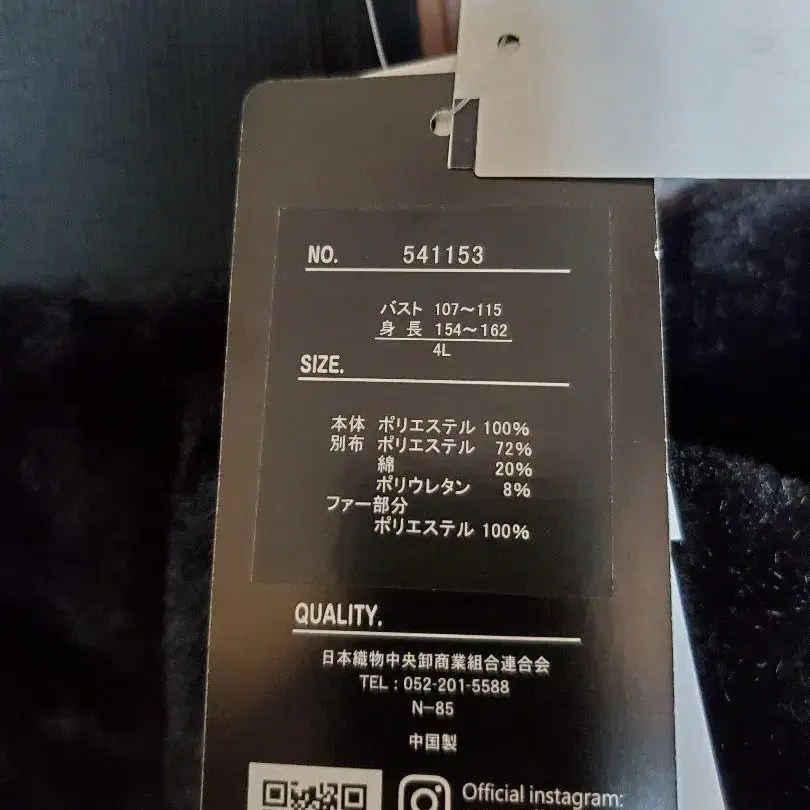 NO. 541153
バスト 107〜115
身 長 154〜162
4L
SIZE.
本体 ポリエステル 100%
別布 ポリエステル 72%
綿 20%
ポリウレタン 8%
ファー部分
ポリエステル 100%
QUALITY.
日本織物中央卸商業組合連合会
TEL : 052-201-5588
N-85
中国製
Official instagram: